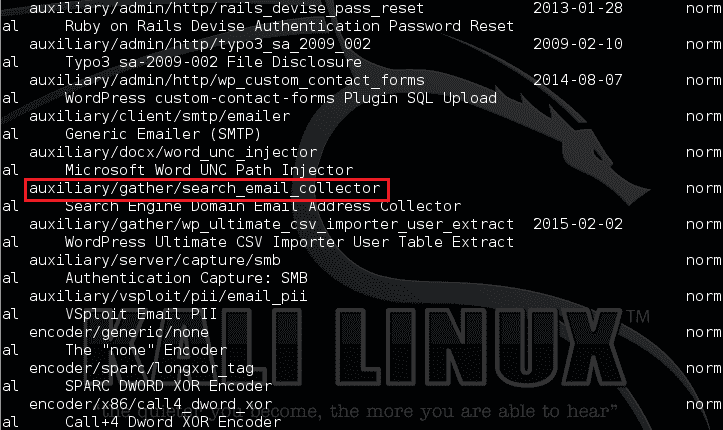 auxiliary/admin/http/rails_devise_pass_reset 2013-01-28 norm
al Ruby on Rails Devise Authentication Password Reset
auxiliary/admin/http/typo3_sa_2009_002 2009-02-10 norm
al Typo3 sa-2009-002 File Disclosure
auxiliary/admin/http/wp_custom_contact_forms 2014-08-07 norm
al WordPress custom-contact-forms Plugin SQL Upload
auxiliary/client/smtp/emailer norm
al Generic Emailer (SMTP)
auxiliary/docx/word_unc_injector norm
al Microsoft Word UNC Path Injector
auxiliary/gather/search_email_collector norm
al Search Engine Domain Email Address Collector
auxiliary/gather/wp_ultimate_csv_importer_user_extract 2015-02-02 norm
al WordPress Ultimate CSV Importer User Table Extract
auxiliary/server/capture/smb norm
al Authentication Capture: SMB
auxiliary/vsploit/pii/email_pii norm
al VSploit Email PII
KALI LINUX™
encoder/generic/none norm
al The "none" Encoder
encoder/sparc/longxor_tag norm
al SPARC DWORD XOR Encoder
encoder/x86/call4_dword_xor norm
"the quieter you become, the more you are able to hear"
al Call+4 Dword XOR Encoder